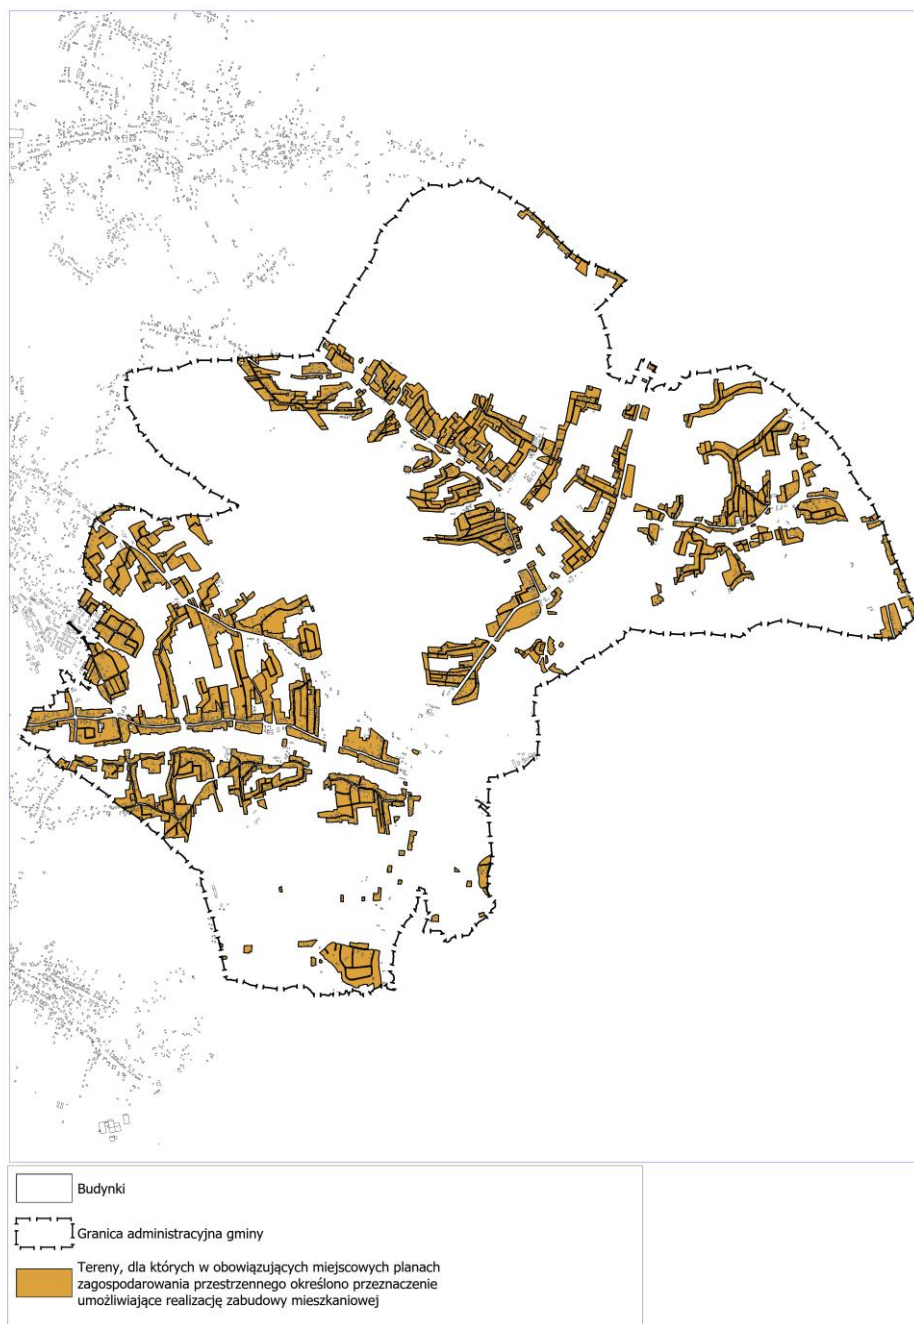 Budynki
Granica administracyjna gminy
Tereny, dla których w obowiązujących miejscowych planach
zagospodarowania przestrzennego określono przeznaczenie
umożliwiające realizację zabudowy mieszkaniowej